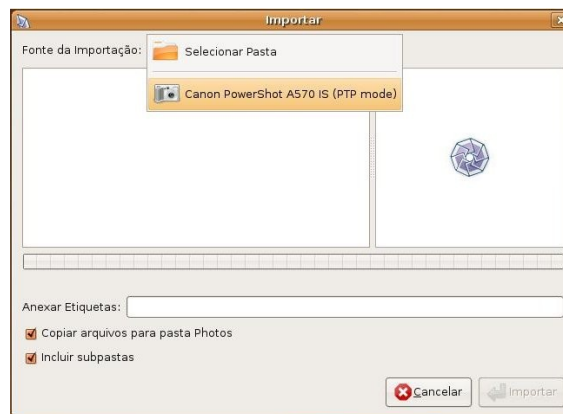 Importar
Fonte da Importação:
Selecionar Pasta
Canon PowerShot A570 IS (PTP mode)
Anexar Etiquetas:
Copiar arquivos para pasta Photos
Incluir subpastas
Cancelar
Importar